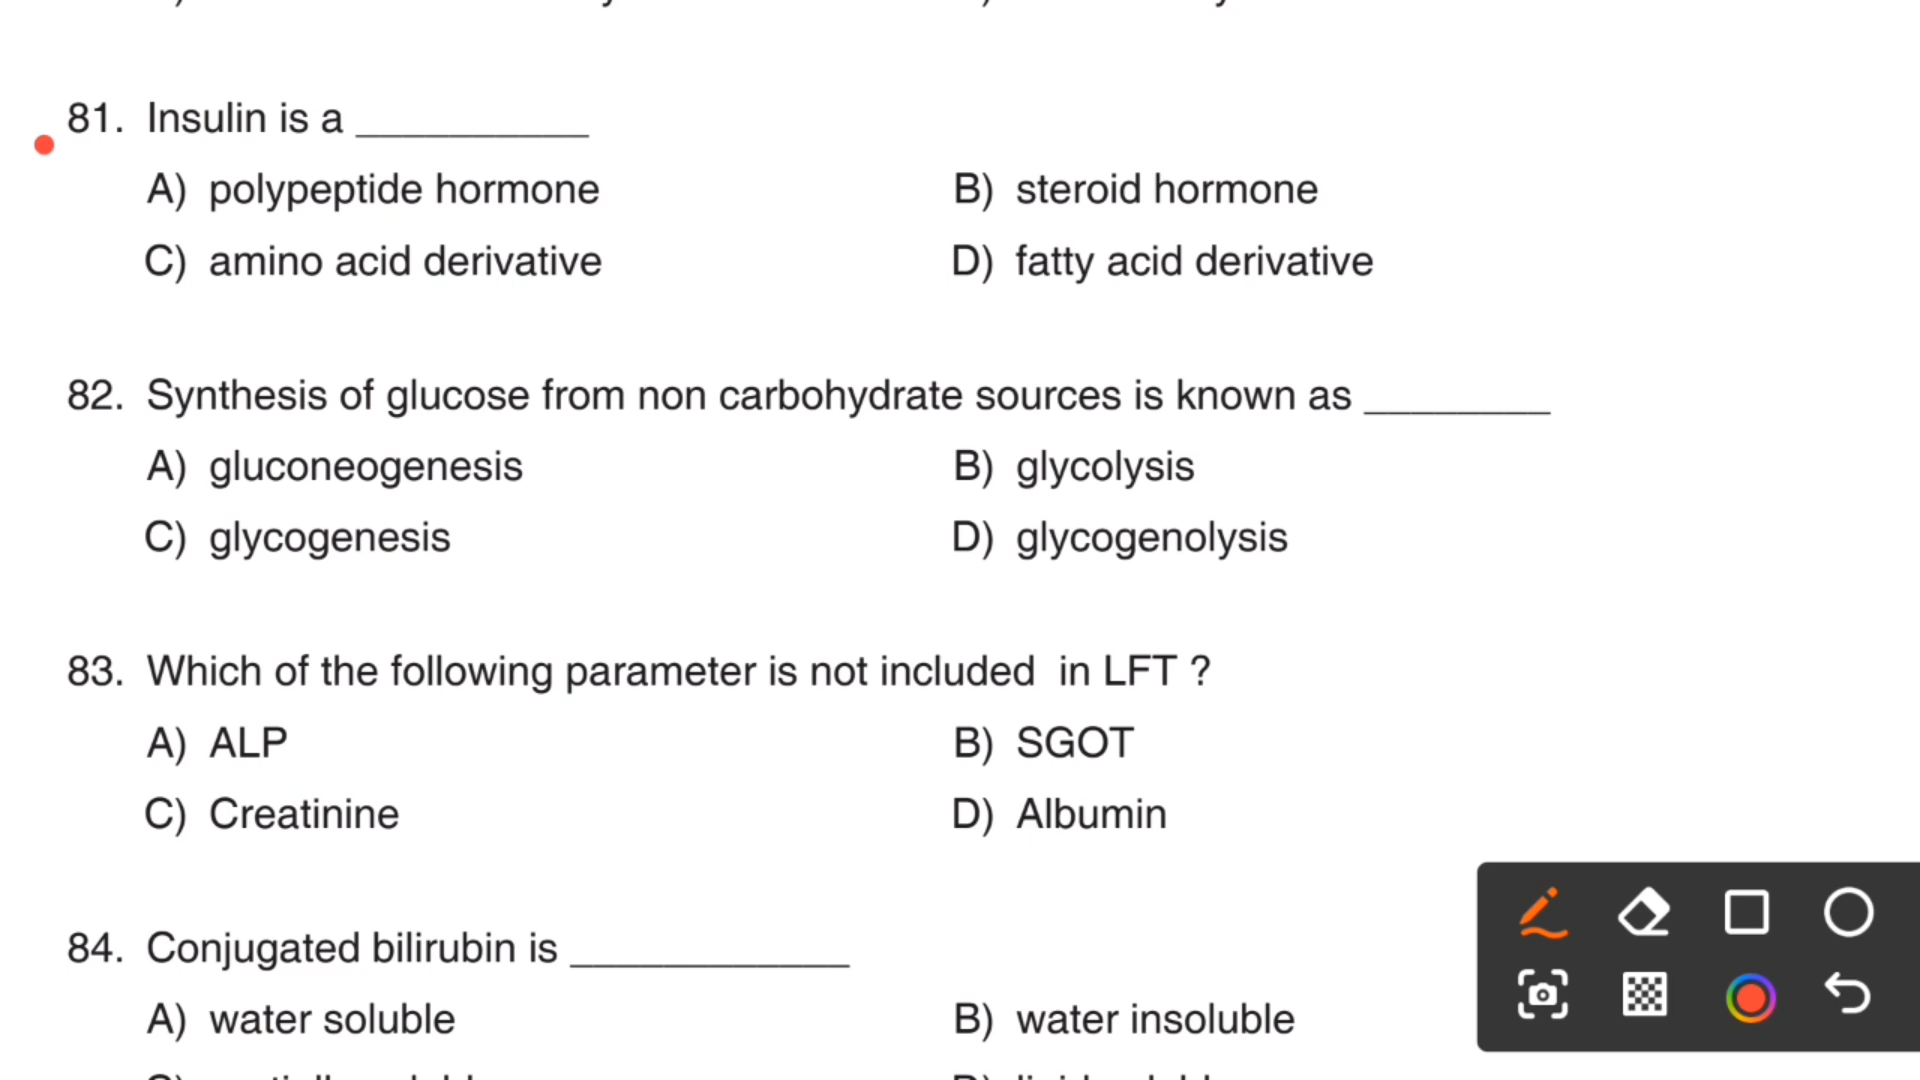 81. Insulin is a __________
A) polypeptide hormone B) steroid hormone
C) amino acid derivative D) fatty acid derivative
82. Synthesis of glucose from non carbohydrate sources is known as ________
A) gluconeogenesis B) glycolysis
C) glycogenesis D) glycogenolysis
83. Which of the following parameter is not included in LFT ?
A) ALP B) SGOT
C) Creatinine D) Albumin
84. Conjugated bilirubin is ____________
A) water soluble B) water insoluble